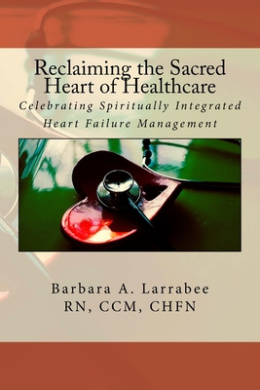 Reclaiming the Sacred
Heart of Healthcare
Celebrating Spiritually Integrated
Heart Failure Management
Barbara A. Larrabee
RN, CCM, CHFN